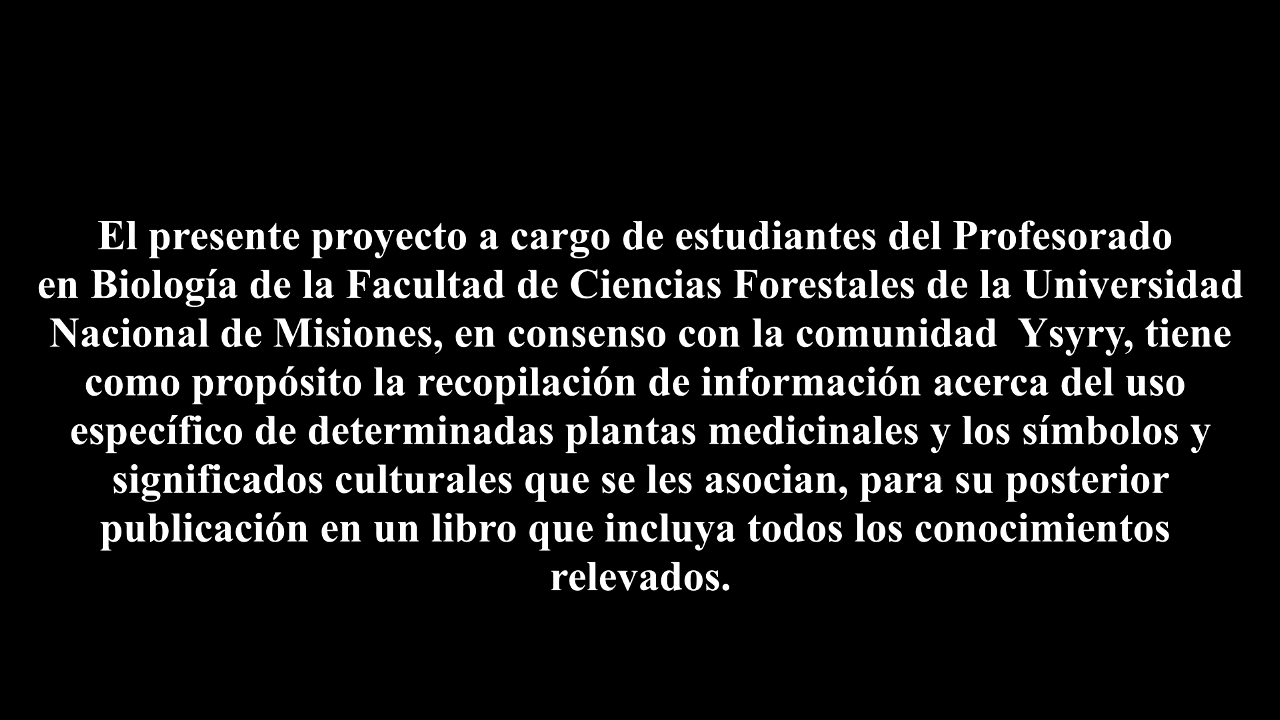 El presente proyecto a cargo de estudiantes del Profesorado
en Biología de la Facultad de Ciencias Forestales de la Universidad
Nacional de Misiones, en consenso con la comunidad  Ysyry, tiene
como propósito la recopilación de información acerca del uso
específico de determinadas plantas medicinales y los símbolos y
significados culturales que se les asocian, para su posterior
publicación en un libro que incluya todos los conocimientos
relevados.